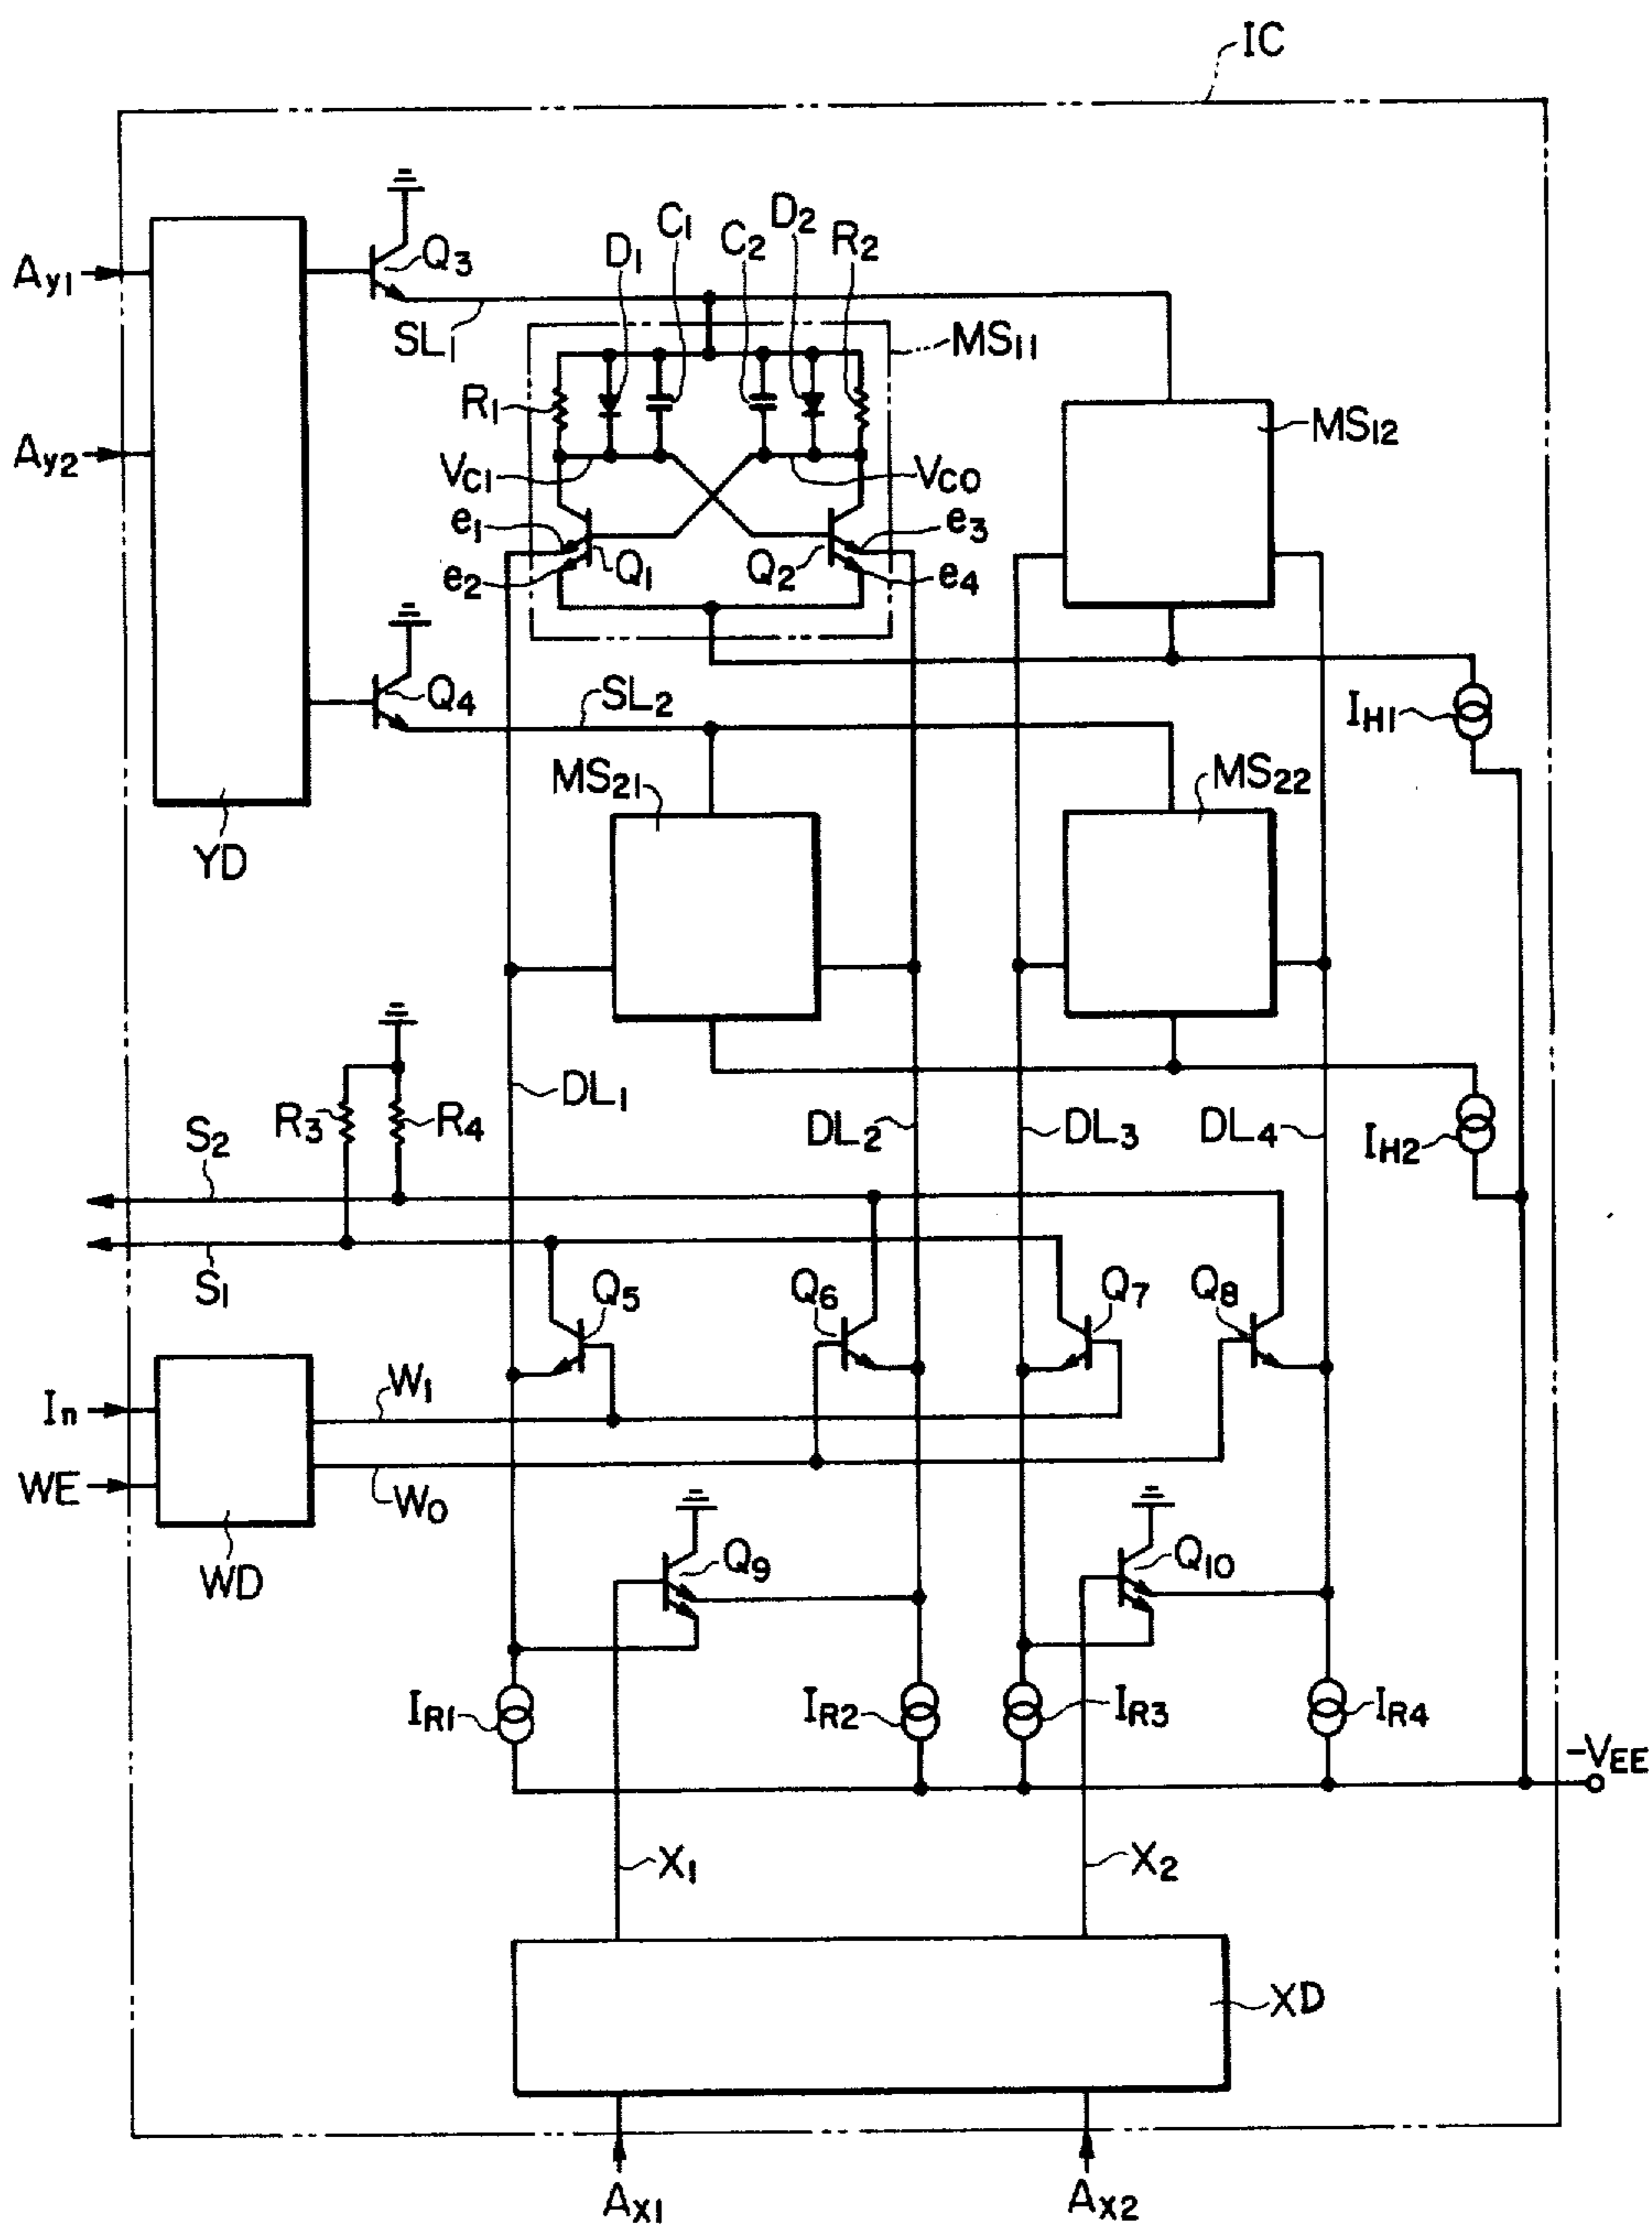 IC
Ay1
Q3
D1
C1
C2
D2
R2
SL1
MS11
R1
MS12
Ay2
VC1
VC0
e1
e3
e2
Q1
Q2
e4
Q4
SL2
IH1
MS21
MS22
YD
DL1
R3
R4
DL2
DL3
DL4
IH2
S2
S1
Q5
Q6
Q7
Q8
In
W1
WE
W0
WD
Q9
Q10
IR1
IR2
IR3
IR4
-VEE
X1
X2
XD
AX1
AX2